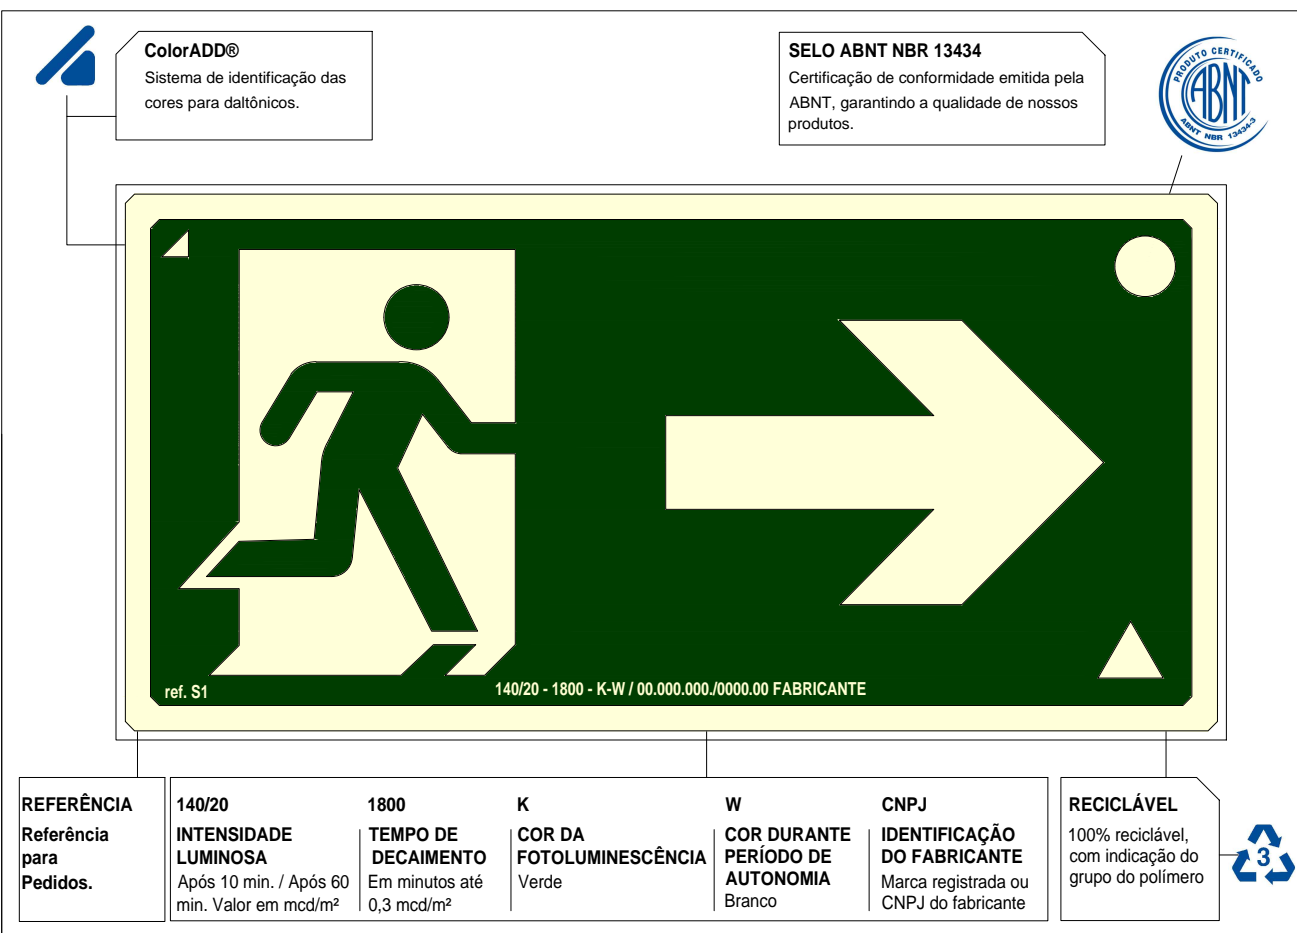 ColorADD®
Sistema de identificação das
cores para daltônicos.
SELO ABNT NBR 13434
Certificação de conformidade emitida pela
ABNT, garantindo a qualidade de nossos
produtos.
PRODUTO CERTIFICADO
ABNT
ABNT NBR 13434-3
ref. S1
140/20 - 1800 - K-W / 00.000.000./0000.00 FABRICANTE
REFERÊNCIA
Referência
para
Pedidos.
140/20
INTENSIDADE
LUMINOSA
Após 10 min. / Após 60
min. Valor em mcd/m²
1800
TEMPO DE
DECAIMENTO
Em minutos até
0,3 mcd/m²
K
COR DA
FOTOLUMINESCÊNCIA
Verde
W
COR DURANTE
PERÍODO DE
AUTONOMIA
Branco
CNPJ
IDENTIFICAÇÃO
DO FABRICANTE
Marca registrada ou
CNPJ do fabricante
RECICLÁVEL
100% reciclável,
com indicação do
grupo do polímero
3